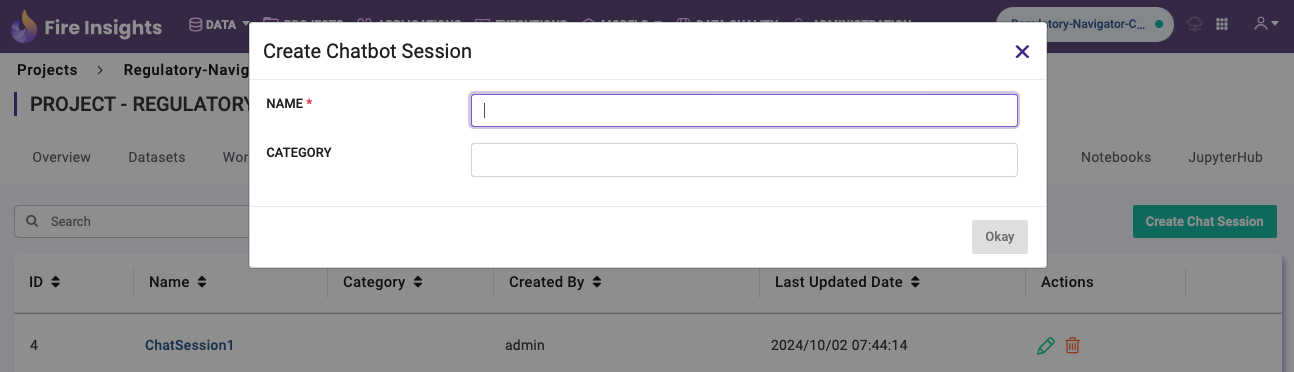 Fire Insights
DATA
PROJECTS
APPLICATIONS
EXECUTIONS
MODELS
DATA QUALITY
ADMINISTRATION
Regulatory-Navigator-C...
Create Chatbot Session
Projects > Regulatory-Navig
PROJECT - REGULATORY
NAME *
CATEGORY
Overview Datasets Wor Notebooks JupyterHub
Search
Okay
Create Chat Session
ID Name Category Created By Last Updated Date Actions
4 ChatSession1 admin 2024/10/02 07:44:14